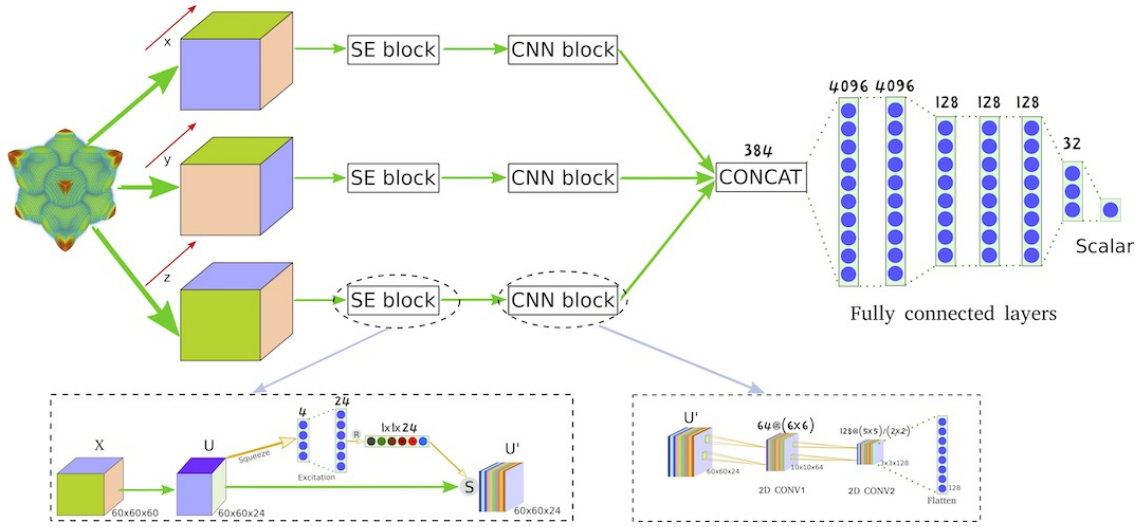 x
SE block
CNN block
y
SE block
CNN block
z
SE block
CNN block
384
CONCAT
4096
4096
128
128
128
32
Scalar
Fully connected layers
X
60x60x60
U
60x60x24
Squeeze
4
24
Excitation
R
1x1x24
S
U'
60x60x24
U'
60x60x24
64@(6x6)
10x10x64
2D CONV1
128@(5x5)/(2x2)
3x3x128
2D CONV2
128
Flatten